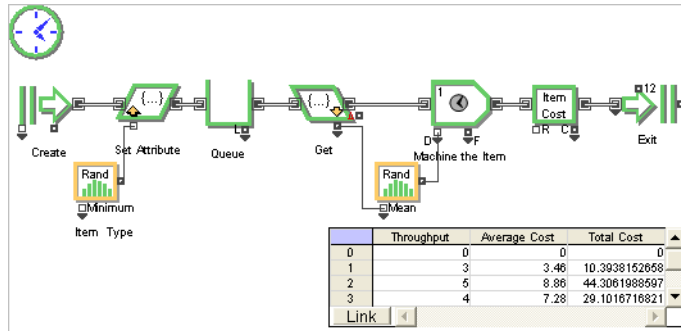 {...}
{...}
1
Item
Cost
12
L
D
F
R
C
Create
Set Attribute
Queue
Get
Machine the Item
Exit
Rand
Rand
Minimum
Mean
Item Type
Throughput Average Cost Total Cost
0 0 0 0
1 3 3.46 10.3938152658
2 5 8.86 44.3061988597
3 4 7.28 29.1016716821
Link